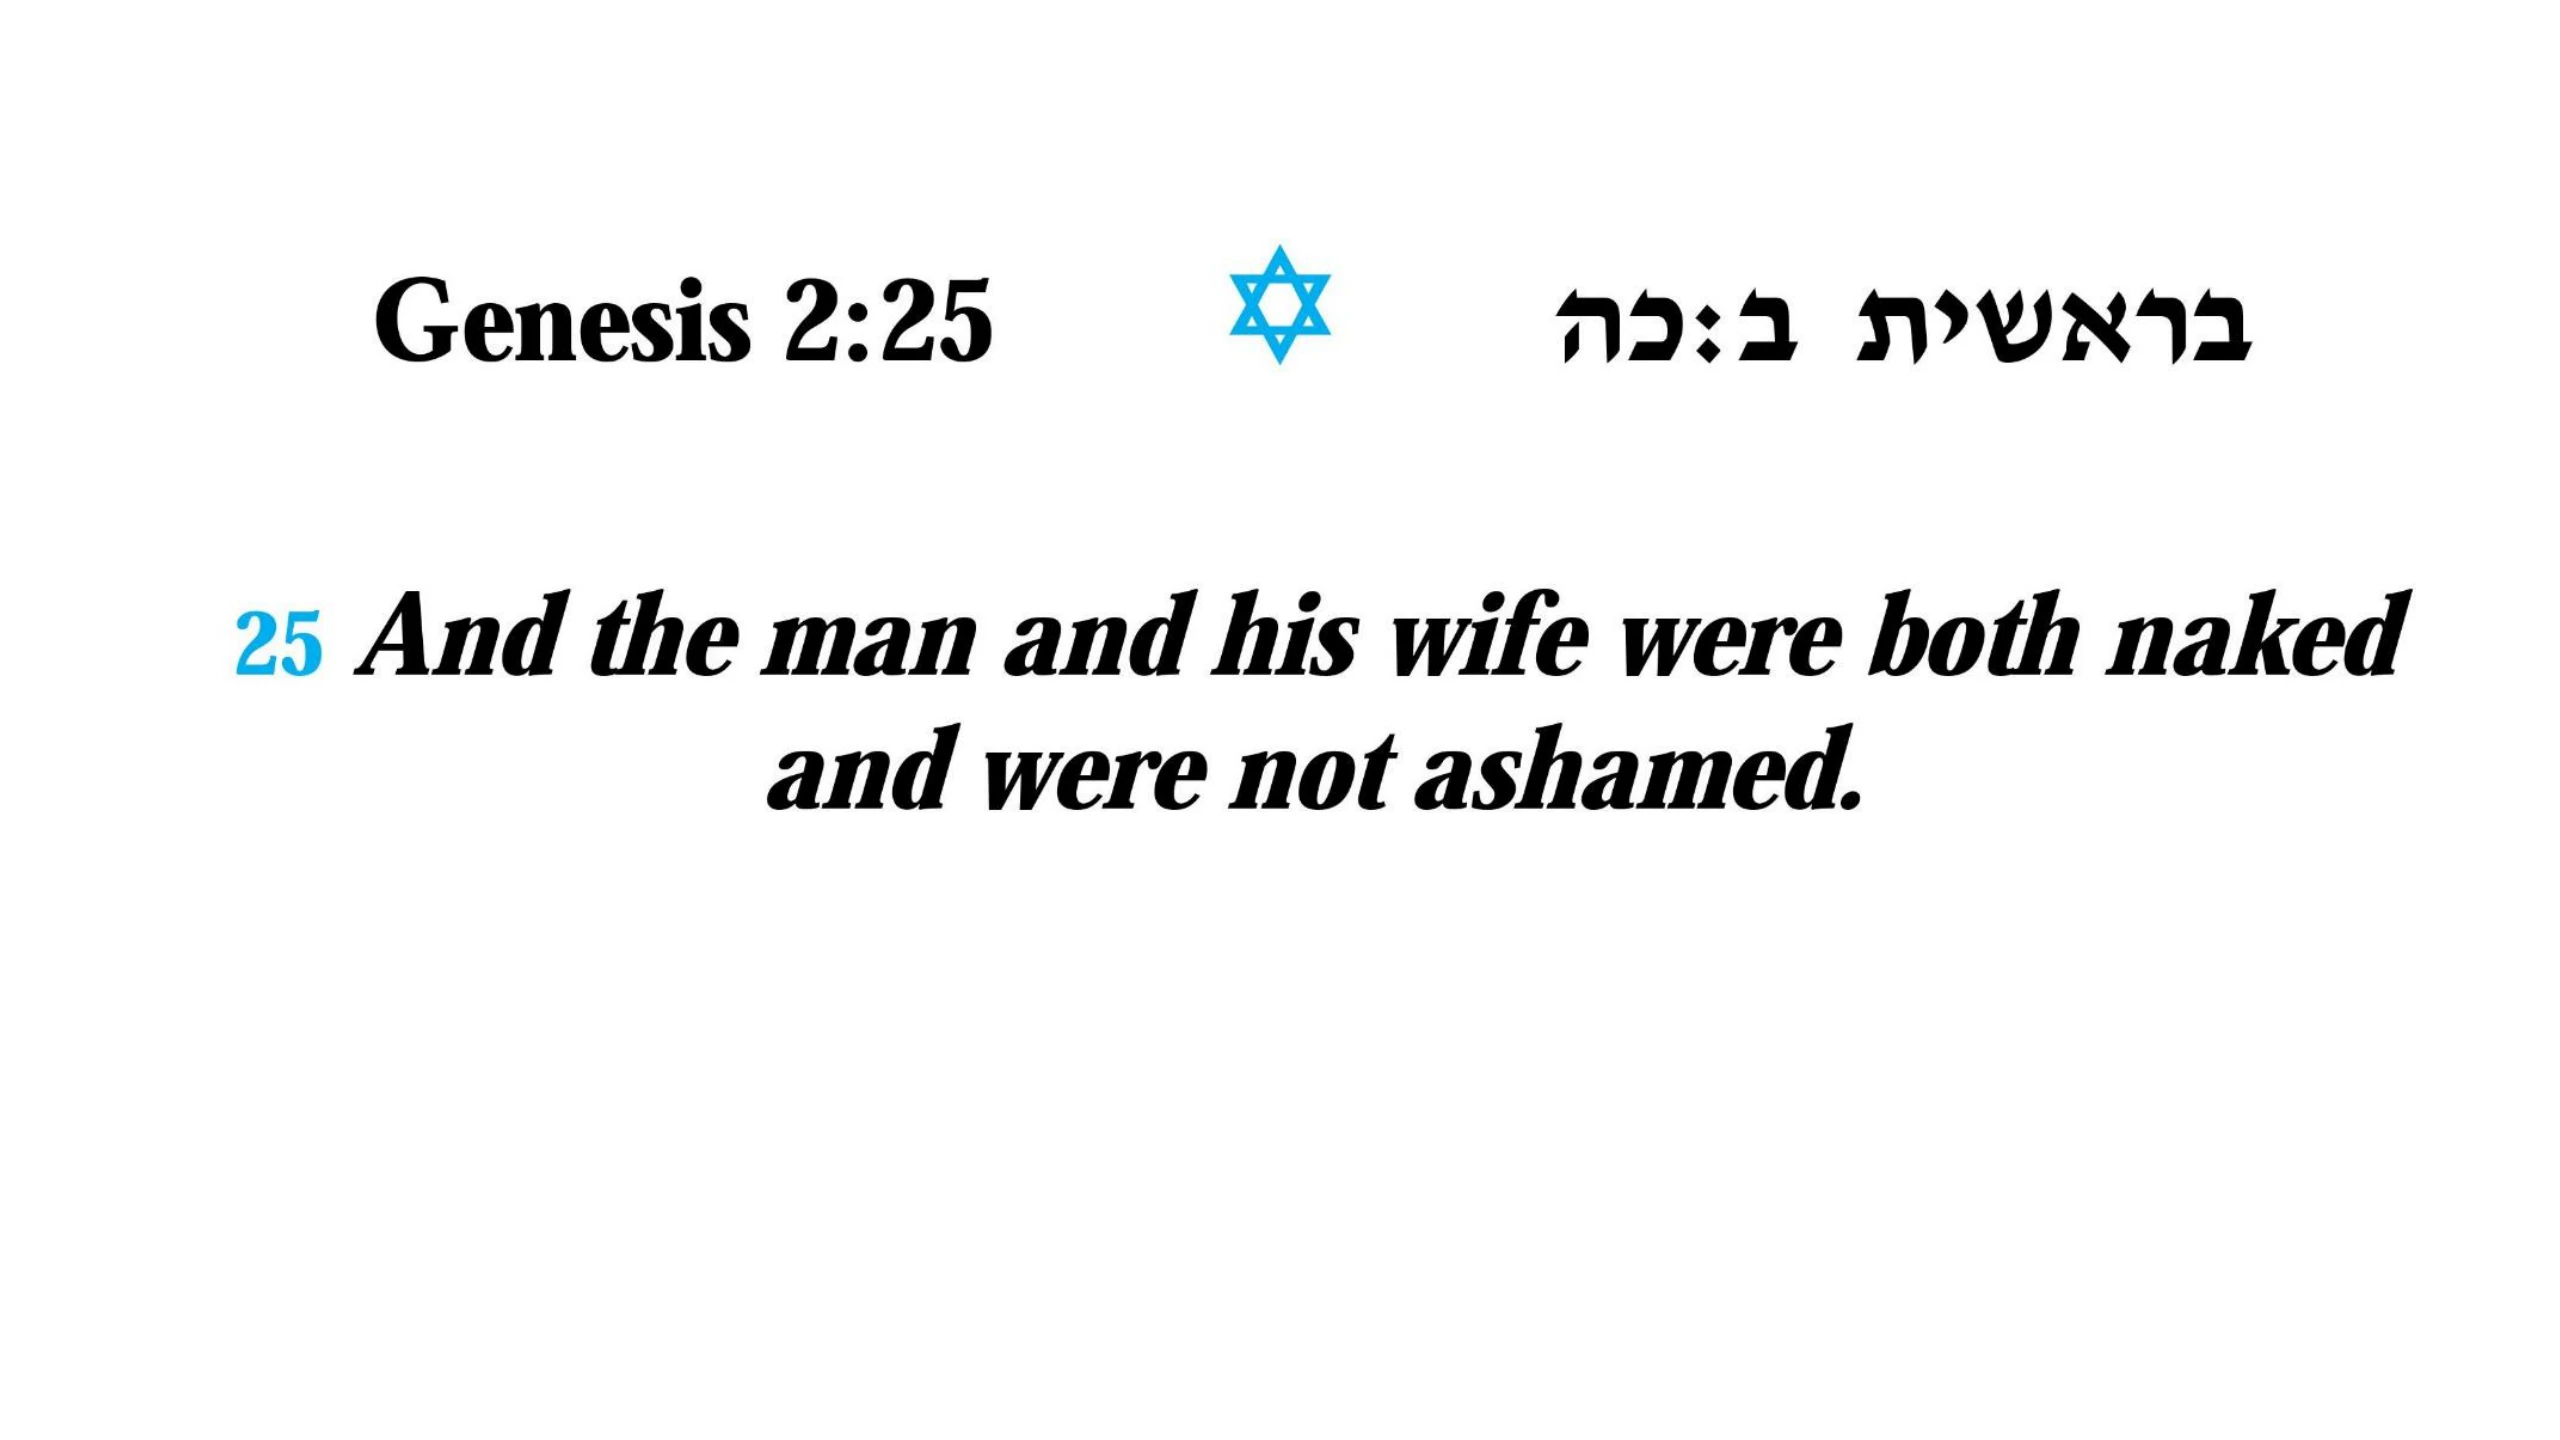 Genesis 2:25 ✡ בראשית ב:כה
25 And the man and his wife were both naked
and were not ashamed.